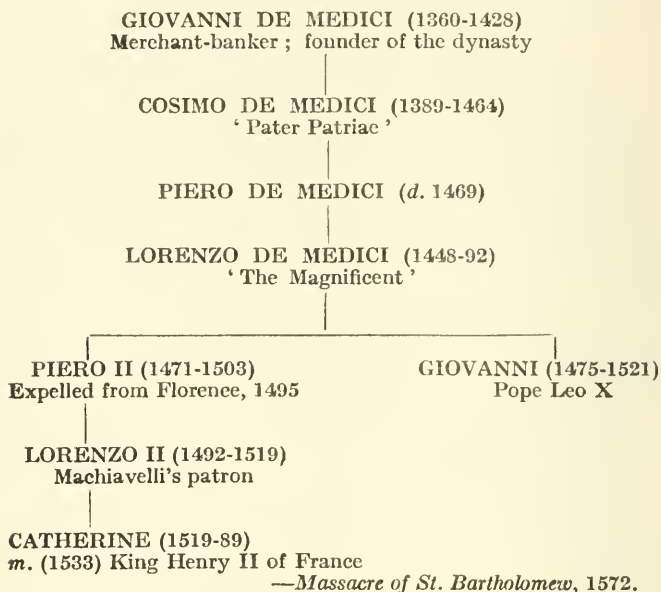 GIOVANNI DE MEDICI (1360-1428)
Merchant-banker ; founder of the dynasty
COSIMO DE MEDICI (1389-1464)
‘ Pater Patriae ’
PIERO DE MEDICI (d. 1469)
LORENZO DE MEDICI (1448-92)
‘ The Magnificent ’
PIERO II (1471-1503)
Expelled from Florence, 1495
GIOVANNI (1475-1521)
Pope Leo X
LORENZO II (1492-1519)
Machiavelli's patron
CATHERINE (1519-89)
m. (1533) King Henry II of France
—Massacre of St. Bartholomew, 1572.